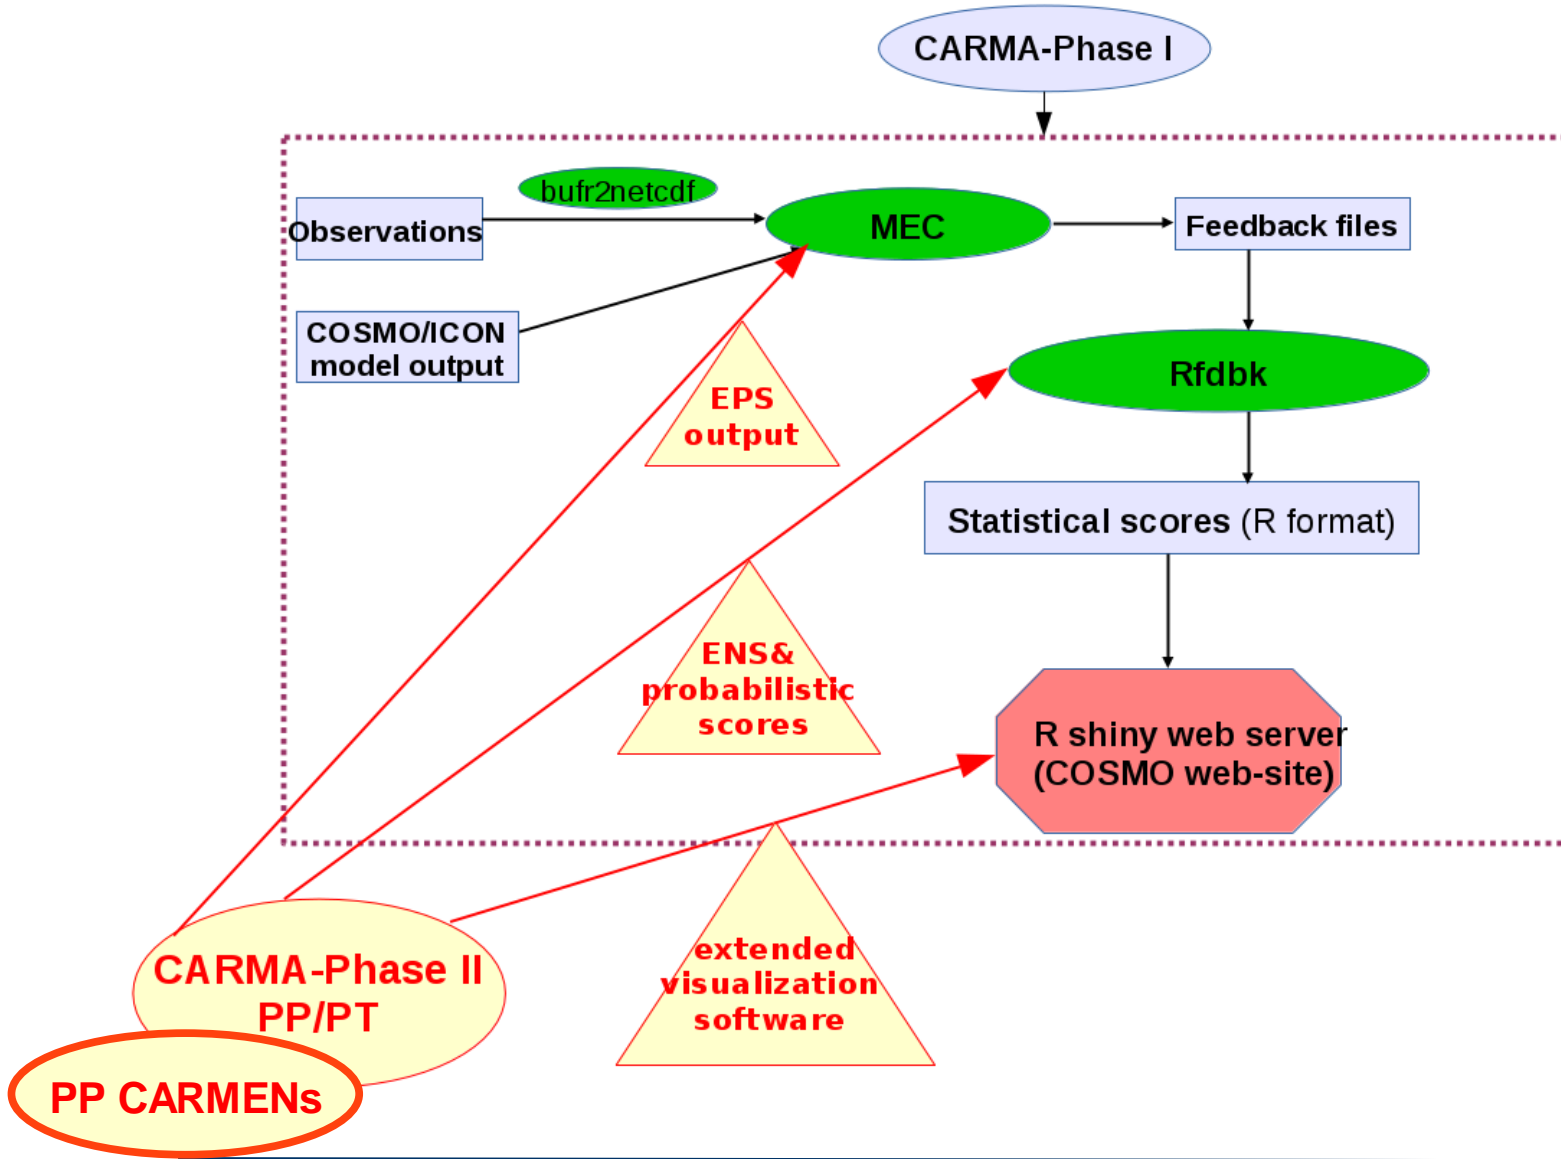 CARMA-Phase I
bufr2netcdf
Observations
MEC
Feedback files
COSMO/ICON
model output
Rfdbk
EPS
output
Statistical scores (R format)
ENS&
probabilistic
scores
R shiny web server
(COSMO web-site)
extended
visualization
software
CARMA-Phase II
PP/PT
PP CARMENs